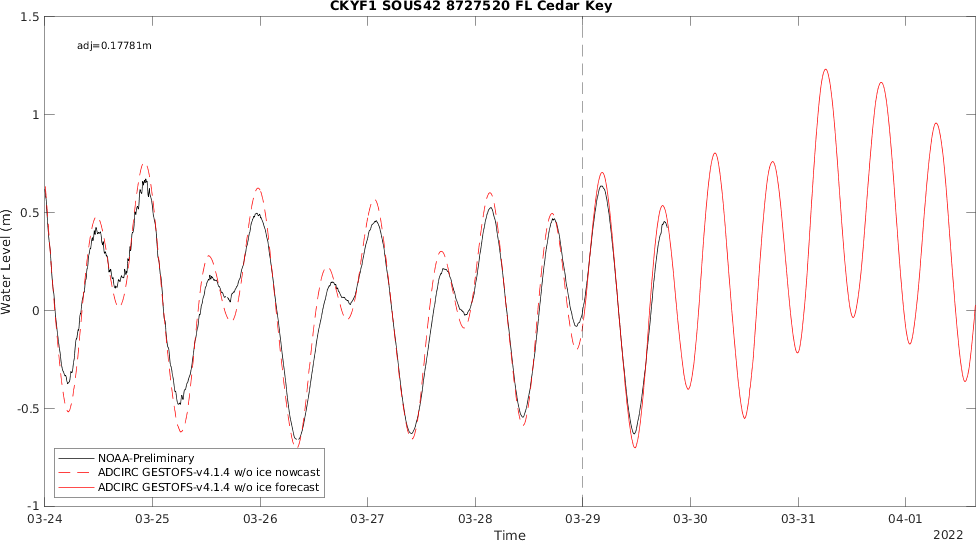 CKYF1 SOUS42 8727520 FL Cedar Key
adj=0.17781m
1.5
1
0.5
0
-0.5
-1
Water Level (m)
NOAA-Preliminary
ADCIRC GESTOFS-v4.1.4 w/o ice nowcast
ADCIRC GESTOFS-v4.1.4 w/o ice forecast
03-24 03-25 03-26 03-27 03-28 03-29 03-30 03-31 04-01
Time
2022